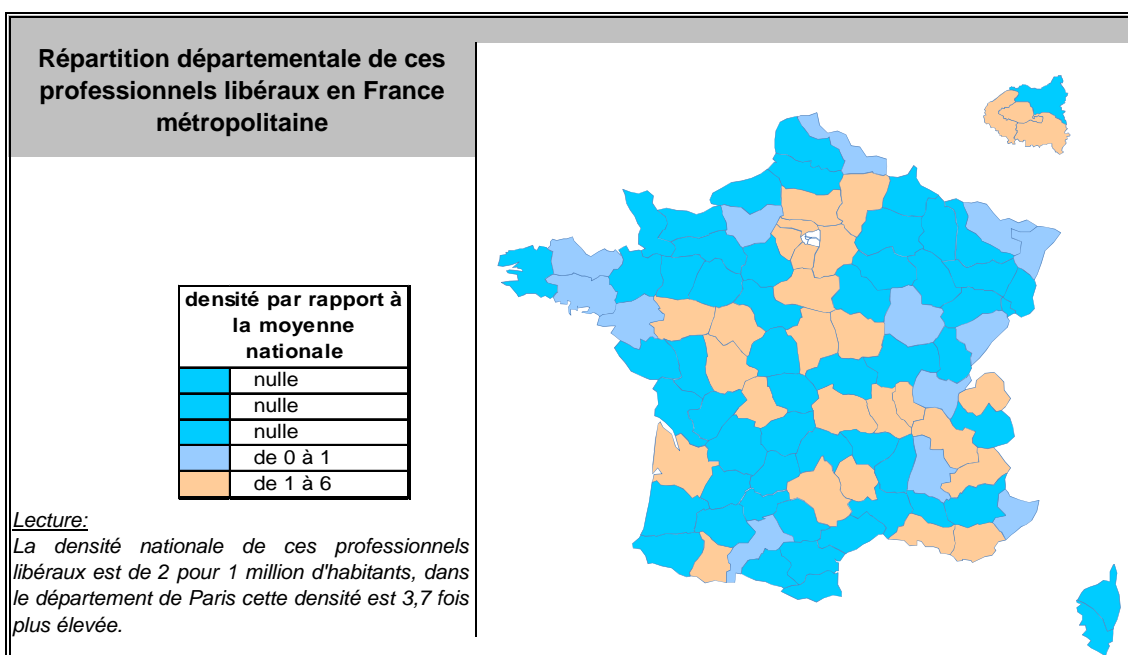 Répartition départementale de ces
professionnels libéraux en France
métropolitaine
densité par rapport à
la moyenne
nationale
nulle
nulle
nulle
de 0 à 1
de 1 à 6
Lecture:
La densité nationale de ces professionnels
libéraux est de 2 pour 1 million d'habitants, dans
le département de Paris cette densité est 3,7 fois
plus élevée.